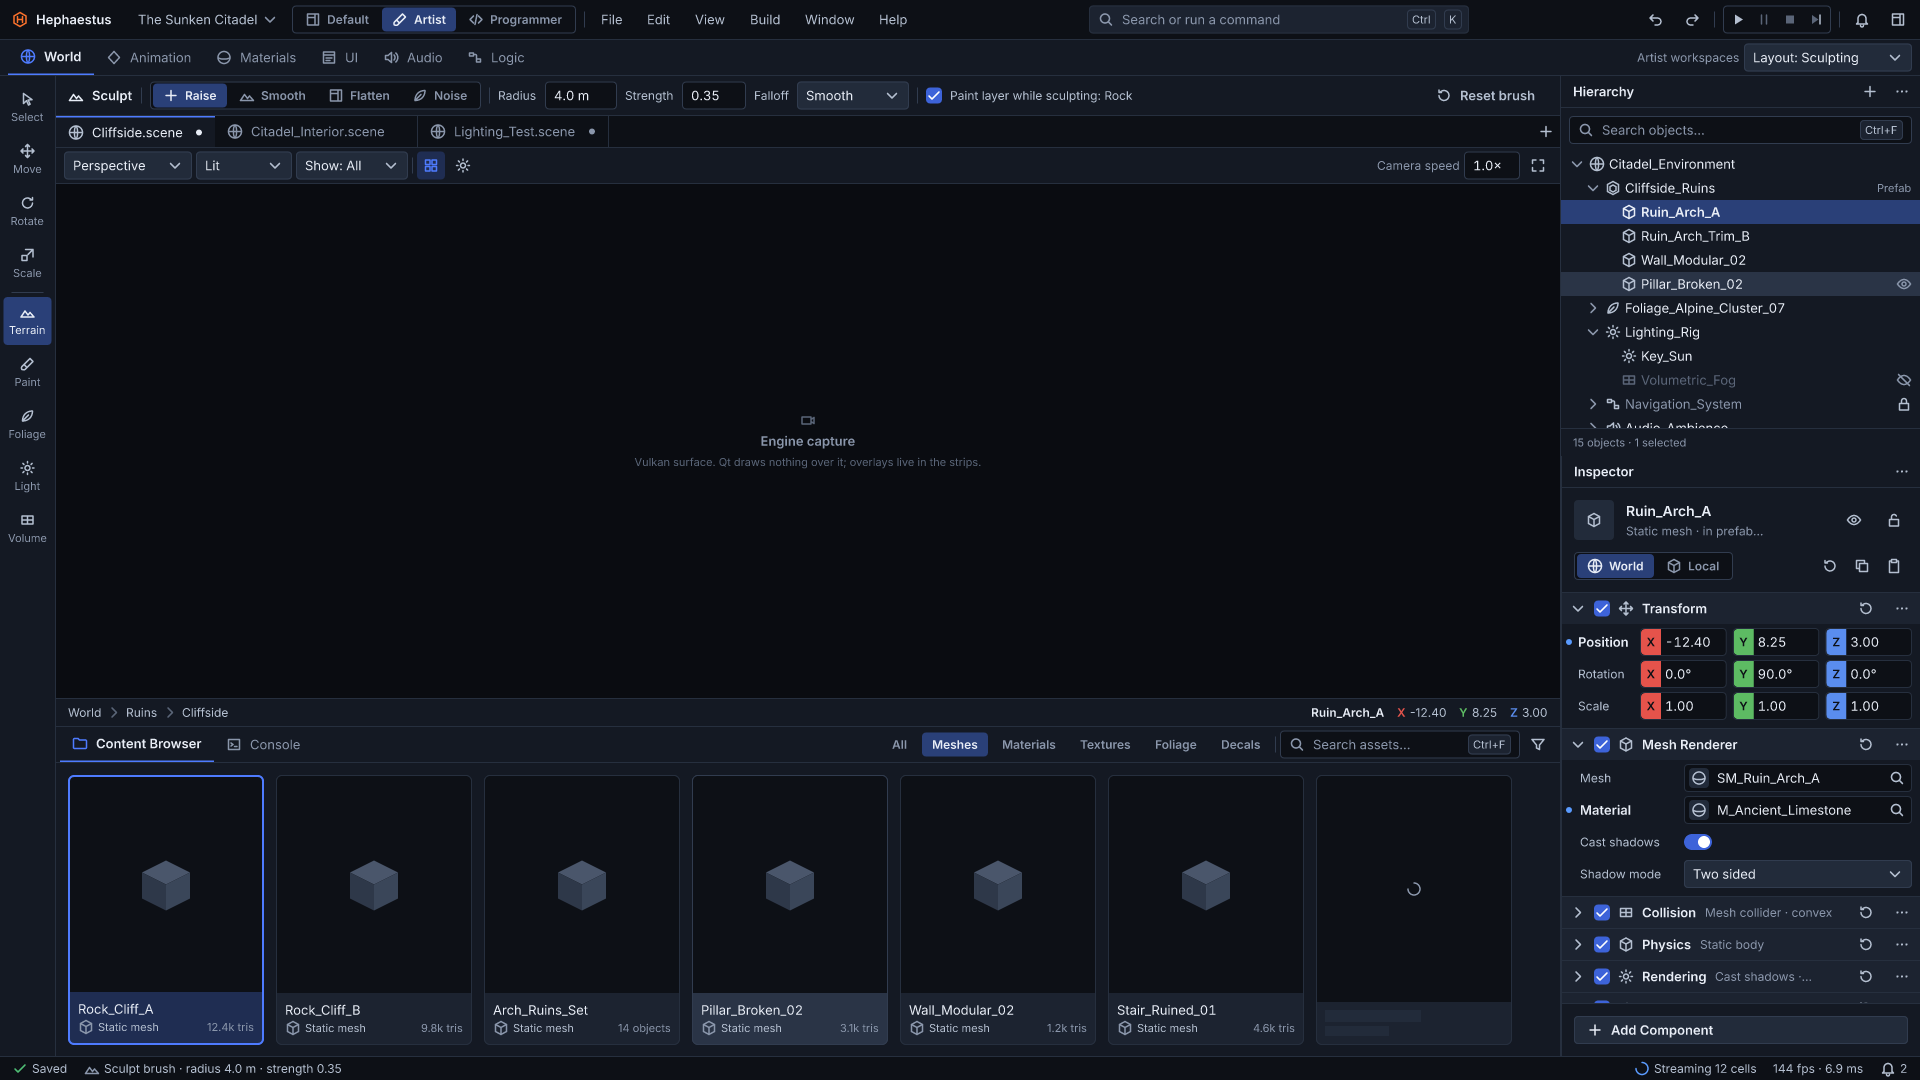 Hephaestus
The Sunken Citadel
Default
Artist
Programmer
File
Edit
View
Build
Window
Help
Search or run a command
Ctrl
K
World
Animation
Materials
UI
Audio
Logic
Artist workspaces
Layout: Sculpting
Select
Move
Rotate
Scale
Terrain
Paint
Foliage
Light
Volume
Sculpt
Raise
Smooth
Flatten
Noise
Radius
4.0 m
Strength
0.35
Falloff
Smooth
Paint layer while sculpting: Rock
Reset brush
Cliffside.scene
Citadel_Interior.scene
Lighting_Test.scene
Perspective
Lit
Show: All
Camera speed
1.0×
Engine capture
Vulkan surface. Qt draws nothing over it; overlays live in the strips.
World
Ruins
Cliffside
Ruin_Arch_A
X -12.40
Y 8.25
Z 3.00
Content Browser
Console
All
Meshes
Materials
Textures
Foliage
Decals
Search assets...
Ctrl+F
Rock_Cliff_A
Static mesh
12.4k tris
Rock_Cliff_B
Static mesh
9.8k tris
Arch_Ruins_Set
Static mesh
14 objects
Pillar_Broken_02
Static mesh
3.1k tris
Wall_Modular_02
Static mesh
1.2k tris
Stair_Ruined_01
Static mesh
4.6k tris
Hierarchy
Search objects...
Ctrl+F
Citadel_Environment
Cliffside_Ruins
Prefab
Ruin_Arch_A
Ruin_Arch_Trim_B
Wall_Modular_02
Pillar_Broken_02
Foliage_Alpine_Cluster_07
Lighting_Rig
Key_Sun
Volumetric_Fog
Navigation_System
Audio_Ambience
15 objects · 1 selected
Inspector
Ruin_Arch_A
Static mesh · in prefab...
World
Local
Transform
Position
X -12.40
Y 8.25
Z 3.00
Rotation
X 0.0°
Y 90.0°
Z 0.0°
Scale
X 1.00
Y 1.00
Z 1.00
Mesh Renderer
Mesh
SM_Ruin_Arch_A
Material
M_Ancient_Limestone
Cast shadows
Shadow mode
Two sided
Collision
Mesh collider · convex
Physics
Static body
Rendering
Cast shadows ·...
Add Component
Saved
Sculpt brush · radius 4.0 m · strength 0.35
Streaming 12 cells
144 fps · 6.9 ms
2